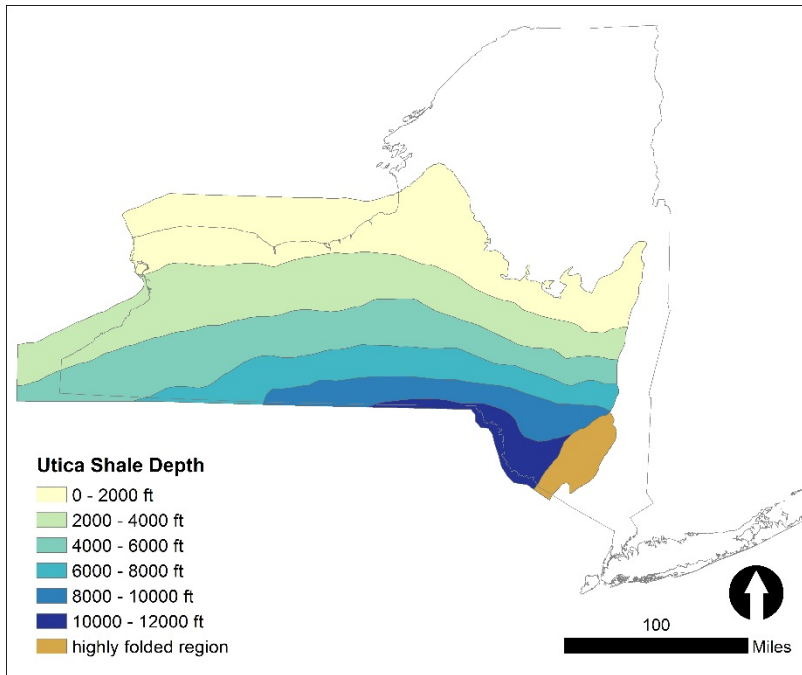 Utica Shale Depth
0 - 2000 ft
2000 - 4000 ft
4000 - 6000 ft
6000 - 8000 ft
8000 - 10000 ft
10000 - 12000 ft
highly folded region
100
Miles